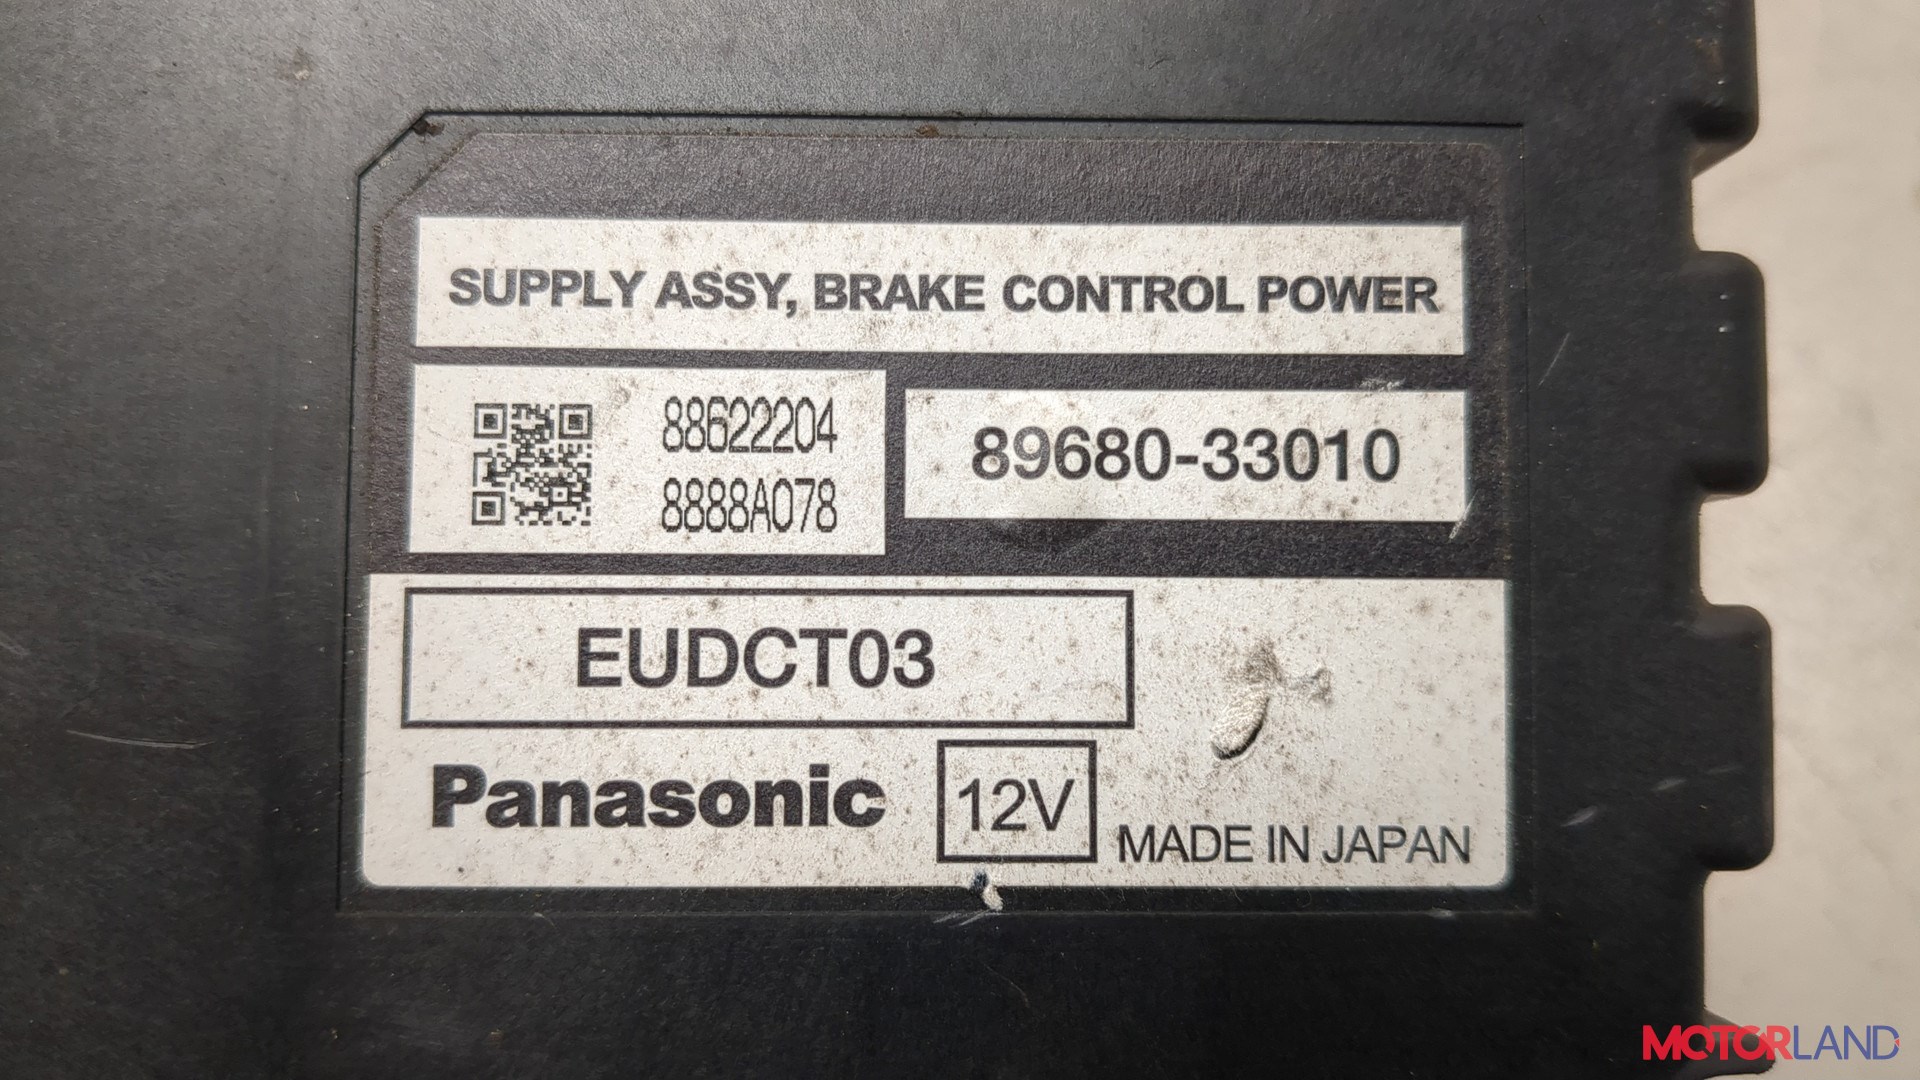 SUPPLY ASSY, BRAKE CONTROL POWER
88622204
8888A078
89680-33010
EUDCT03
Panasonic
12V
MADE IN JAPAN
MOTORLAND